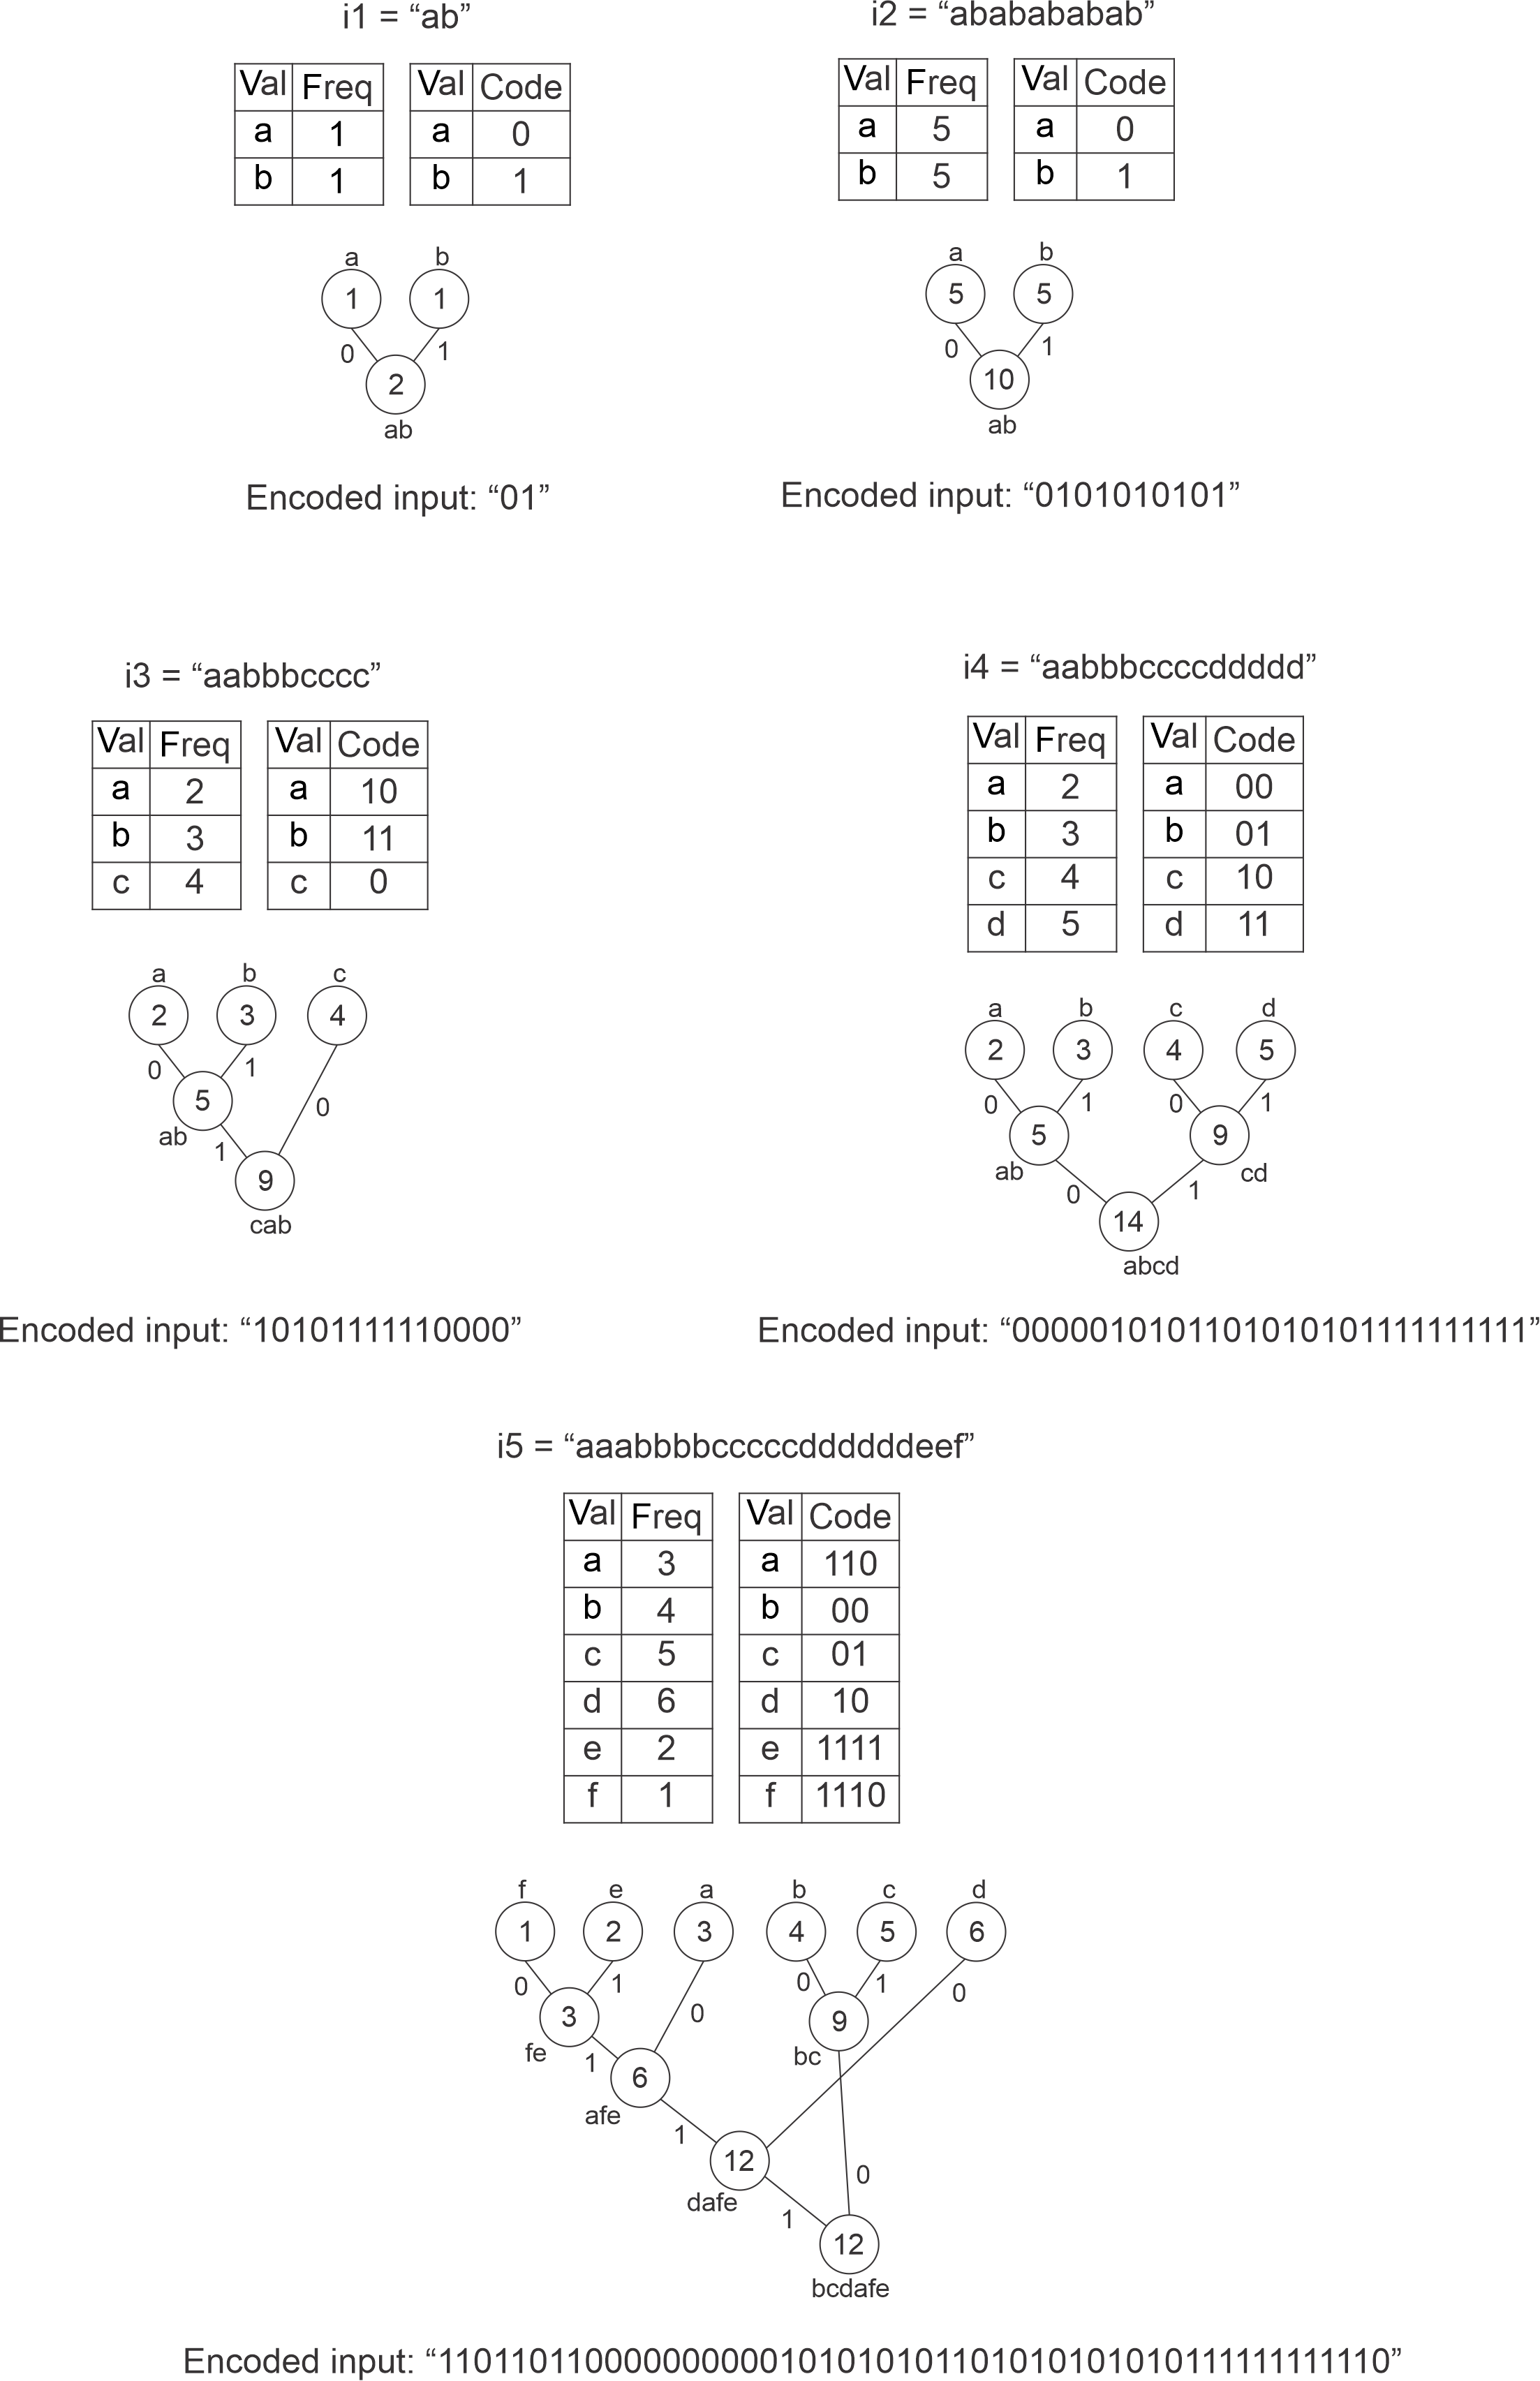 i1 = “ab”
Val Freq Val Code
a 1 a 0
b 1 b 1
a b
1 1
0 1
2
ab
Encoded input: “01”
i2 = “ababababab”
Val Freq Val Code
a 5 a 0
b 5 b 1
a b
5 5
0 1
10
ab
Encoded input: “0101010101”
i3 = “aabbbcccc”
Val Freq Val Code
a 2 a 10
b 3 b 11
c 4 c 0
a b c
2 3 4
0 1
5 0
ab 1
9
cab
Encoded input: “10101111110000”
i4 = “aabbbccccddddd”
Val Freq Val Code
a 2 a 00
b 3 b 01
c 4 c 10
d 5 d 11
a b c d
2 3 4 5
0 1 0 1
5 9
ab cd
0 1
14
abcd
Encoded input: “0000010101101010101111111111”
i5 = “aaabbbbcccccddddddeef”
Val Freq Val Code
a 3 a 110
b 4 b 00
c 5 c 01
d 6 d 10
e 2 e 1111
f 1 f 1110
f e a b c d
1 2 3 4 5 6
0 1 0 1 0
3 0 9
fe 1 bc
6
afe 1
12 0
dafe 1
12
bcdafe
Encoded input: “110110110000000000101010101101010101010111111111110”